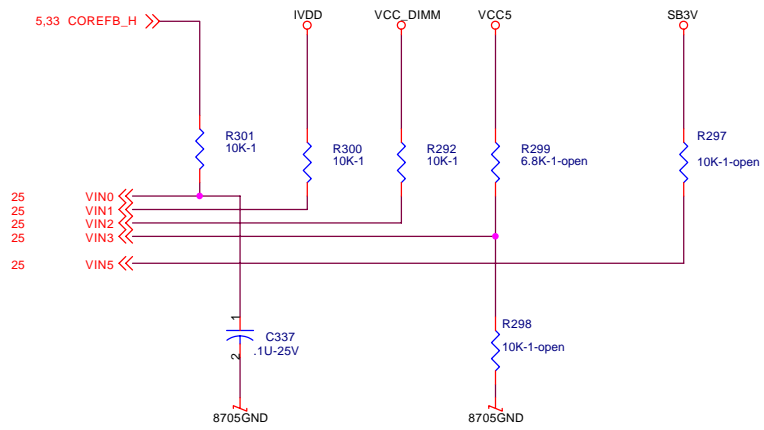 5,33 COREFB_H
IVDD
VCC_DIMM
VCC5
SB3V
R301
10K-1
R300
10K-1
R292
10K-1
R299
6.8K-1-open
R297
10K-1-open
25 VIN0
25 VIN1
25 VIN2
25 VIN3
25 VIN5
1
C337
.1U-25V
2
R298
10K-1-open
8705GND
8705GND